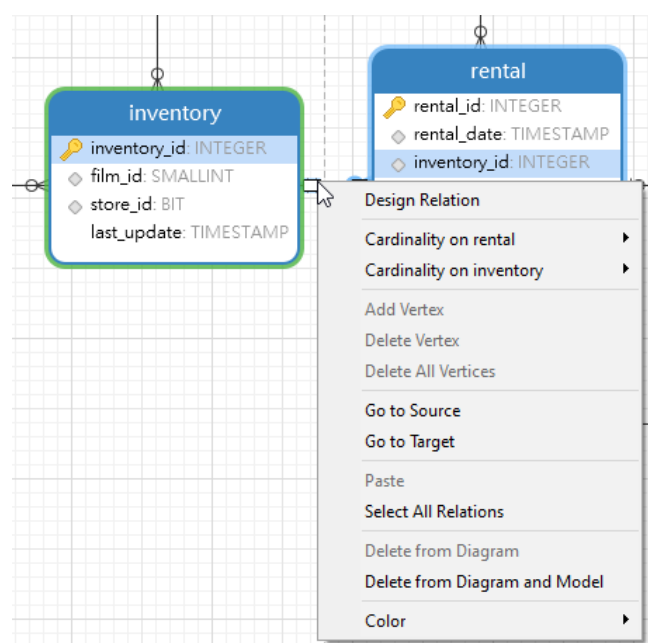 inventory
inventory_id: INTEGER
film_id: SMALLINT
store_id: BIT
last_update: TIMESTAMP
rental
rental_id: INTEGER
rental_date: TIMESTAMP
inventory_id: INTEGER
Design Relation
Cardinality on rental
Cardinality on inventory
Add Vertex
Delete Vertex
Delete All Vertices
Go to Source
Go to Target
Paste
Select All Relations
Delete from Diagram
Delete from Diagram and Model
Color